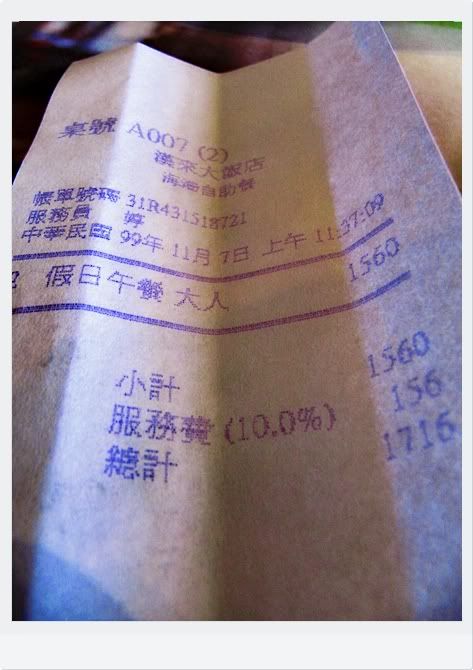 桌號 A007 (2)
漢來大飯店
海港自助餐
帳單號碼 31R431518721
服務員 婷
中華民國 99年 11月 7日 上午 11:37:09
2 假日午餐 大人 1560
小計 1560
服務費 (10.0%) 156
總計 1716